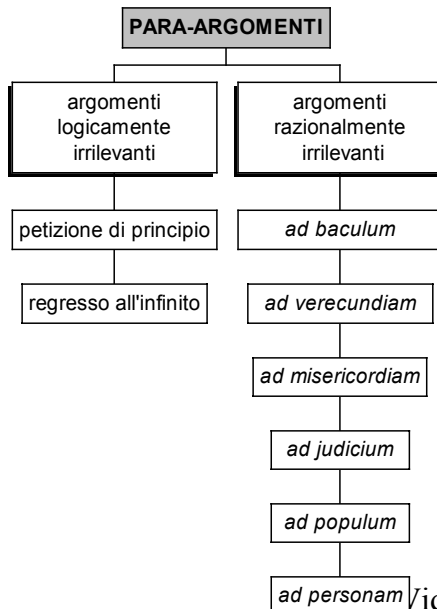 PARA-ARGOMENTI
argomenti
logicamente
irrilevanti
petizione di principio
regresso all'infinito
argomenti
razionalmente
irrilevanti
ad baculum
ad verecundiam
ad misericordiam
ad judicium
ad populum
ad personam